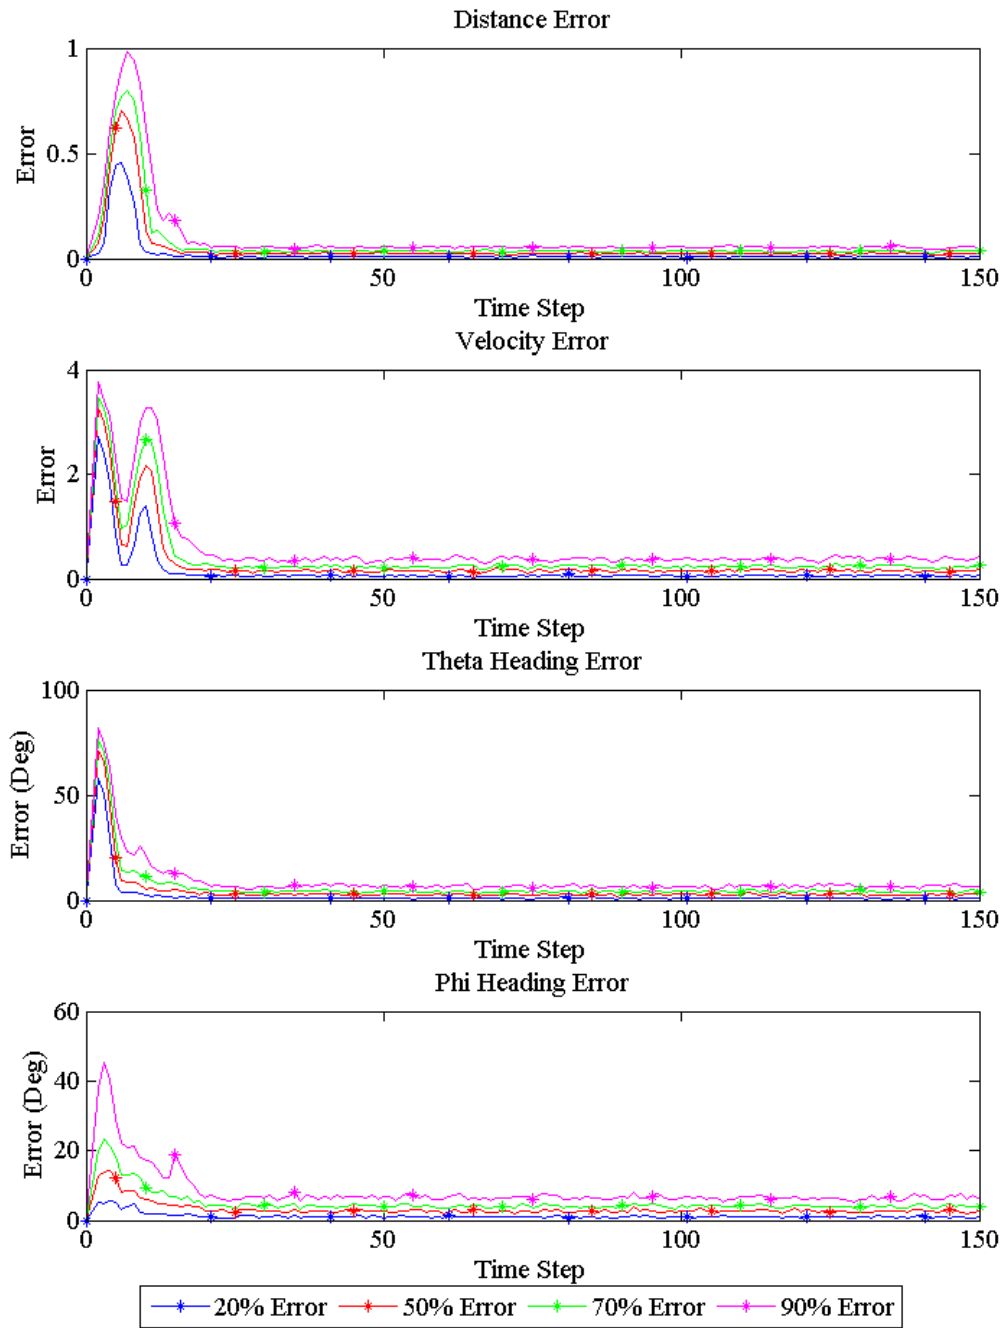 Distance Error
1
0.5
0
Error
0 50 100 150
Time Step
Velocity Error
4
2
0
Error
0 50 100 150
Time Step
Theta Heading Error
100
50
0
Error (Deg)
0 50 100 150
Time Step
Phi Heading Error
60
40
20
0
Error (Deg)
0 50 100 150
Time Step
20% Error 50% Error 70% Error 90% Error